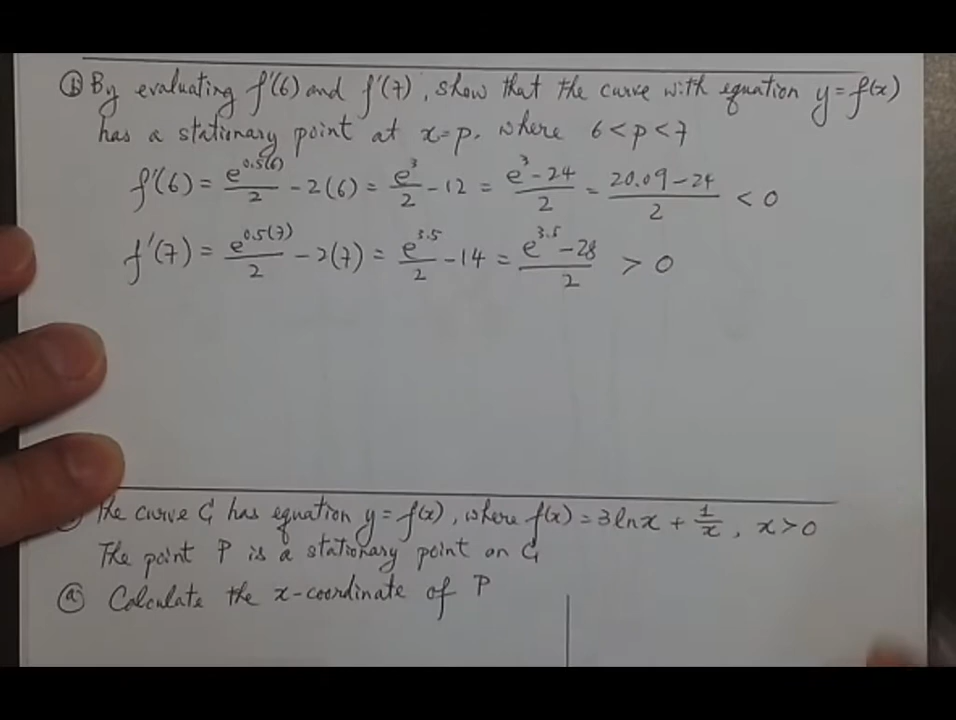 ⓑ By evaluating f'(6) and f'(7), show that the curve with equation y = f(x)
has a stationary point at x=p, where 6 < p < 7
f'(6) = e^0.5(6)/2 - 2(6) = e^3/2 - 12 = (e^3 - 24)/2 = (20.09 - 24)/2 < 0
f'(7) = e^0.5(7)/2 - 2(7) = e^3.5/2 - 14 = (e^3.5 - 28)/2 > 0
The curve G has equation y = f(x), where f(x) = 3lnx + 1/x, x > 0
The point P is a stationary point on G
ⓐ Calculate the x-coordinate of P